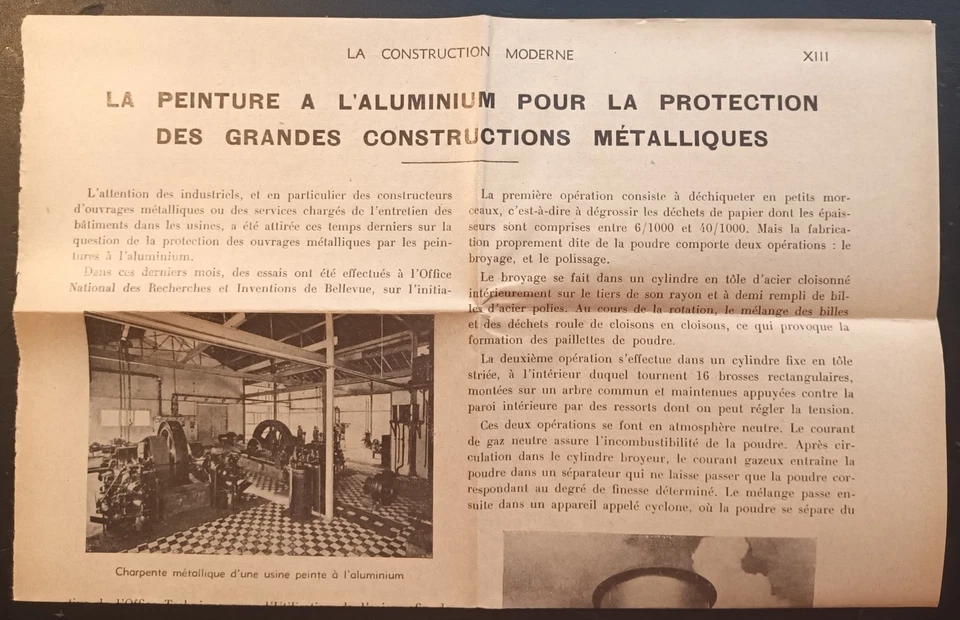 LA CONSTRUCTION MODERNE
XIII
LA PEINTURE A L'ALUMINIUM POUR LA PROTECTION
DES GRANDES CONSTRUCTIONS MÉTALLIQUES
L'attention des industriels, et en particulier des constructeurs
d'ouvrages métalliques ou des services chargés de l'entretien des
bâtiments dans les usines, a été attirée ces temps derniers sur la
question de la protection des ouvrages métalliques par les pein-
tures à l'aluminium.
Dans ces derniers mois, des essais ont été effectués à l'Office
National des Recherches et Inventions de Bellevue, sur l'initia-
Charpente métallique d'une usine peinte à l'aluminium
de l'Office
La première opération consiste à déchiqueter en petits mor-
ceaux, c'est-à-dire à dégrossir les déchets de papier dont les épais-
seurs sont comprises entre 6/1000 et 40/1000. Mais la fabrica-
tion proprement dite de la poudre comporte deux opérations : le
broyage, et le polissage.
Le broyage se fait dans un cylindre en tôle d'acier cloisonné
intérieurement sur le tiers de son rayon et à demi rempli de bil-
les d'acier polies. Au cours de la rotation, le mélange des billes
et des déchets roule de cloisons en cloisons, ce qui provoque la
formation des paillettes de poudre.
La deuxième opération s'effectue dans un cylindre fixe en tôle
striée, à l'intérieur duquel tournent 16 brosses rectangulaires,
montées sur un arbre commun et maintenues appuyées contre la
paroi intérieure par des ressorts dont on peut régler la tension.
Ces deux opérations se font en atmosphère neutre. Le courant
de gaz neutre assure l'incombustibilité de la poudre. Après cir-
culation dans le cylindre broyeur, le courant gazeux entraîne la
poudre dans un séparateur qui ne laisse passer que la poudre cor-
respondant au degré de finesse déterminé. Le mélange passe en-
suite dans un appareil appelé cyclone, où la poudre se sépare du